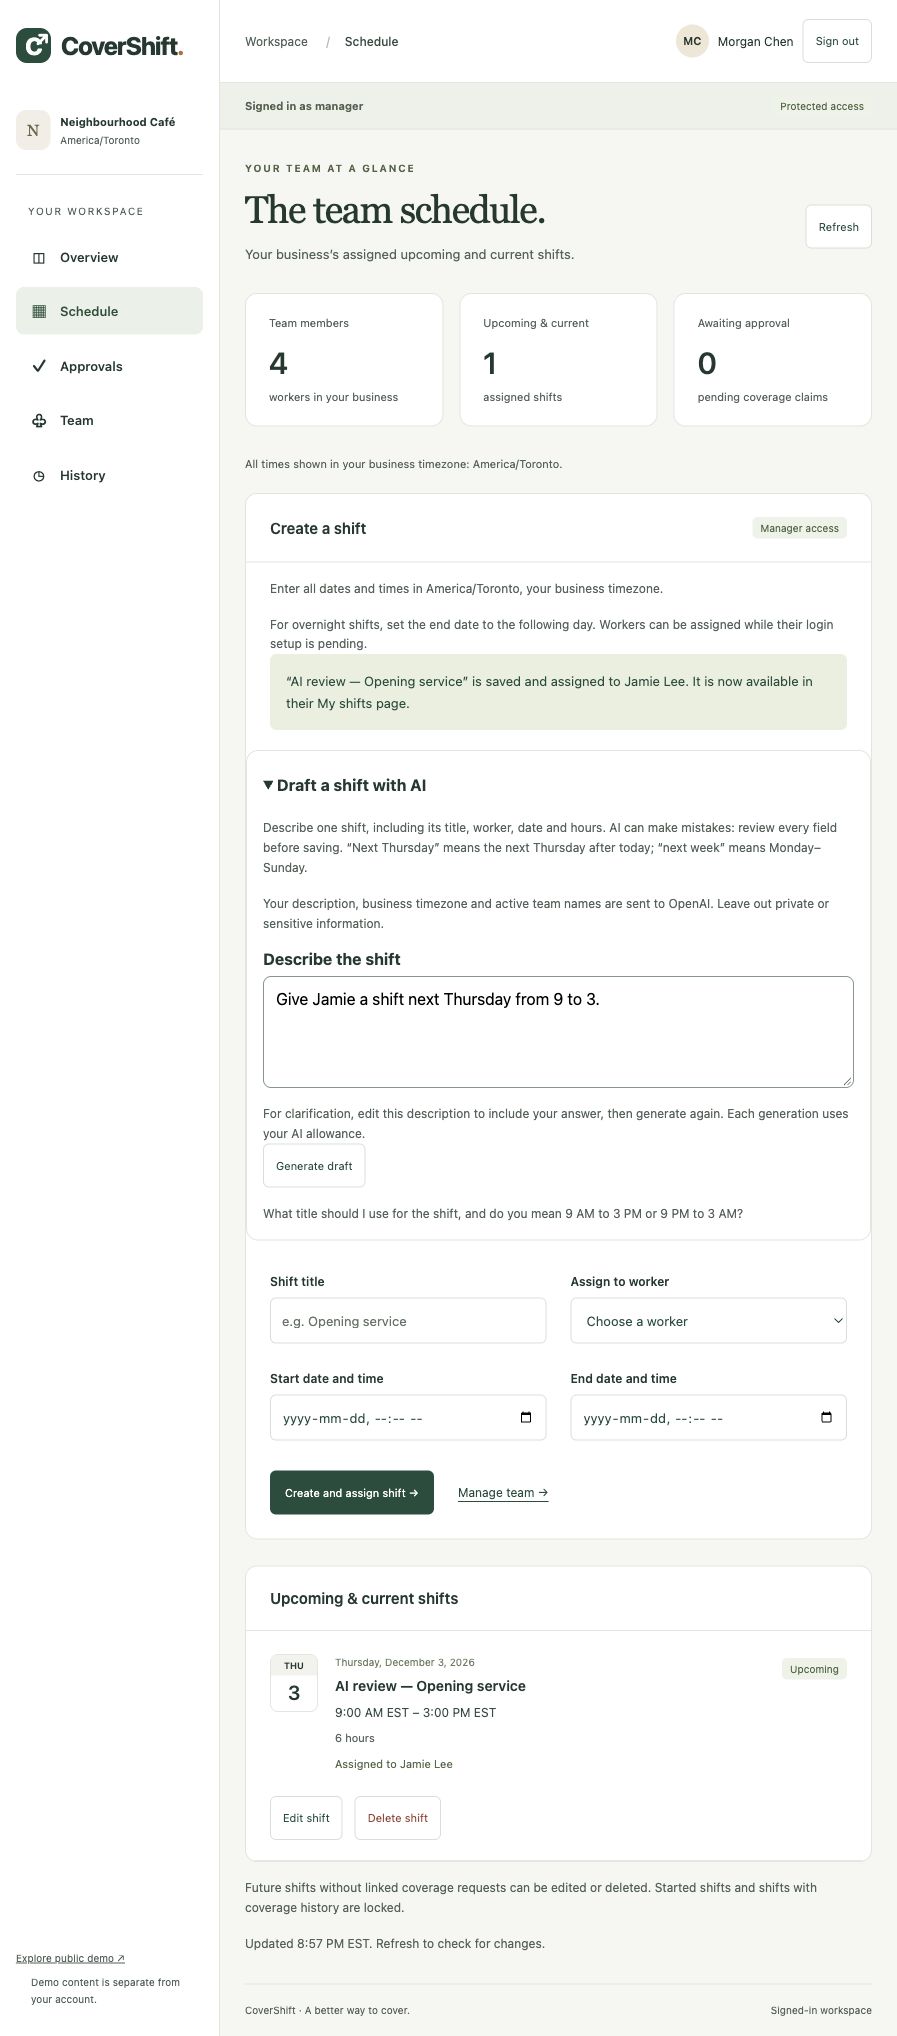 CoverShift.
N
Neighbourhood Café
America/Toronto
YOUR WORKSPACE
Overview
Schedule
Approvals
Team
History
Explore public demo ↗
Demo content is separate from
your account.
Workspace / Schedule
MC
Morgan Chen
Sign out
Signed in as manager
Protected access
YOUR TEAM AT A GLANCE
The team schedule.
Your business's assigned upcoming and current shifts.
Refresh
Team members
4
workers in your business
Upcoming & current
1
assigned shifts
Awaiting approval
0
pending coverage claims
All times shown in your business timezone: America/Toronto.
Create a shift
Manager access
Enter all dates and times in America/Toronto, your business timezone.
For overnight shifts, set the end date to the following day. Workers can be assigned while their login
setup is pending.
“AI review — Opening service” is saved and assigned to Jamie Lee. It is now available in
their My shifts page.
▼ Draft a shift with AI
Describe one shift, including its title, worker, date and hours. AI can make mistakes: review every field
before saving. “Next Thursday” means the next Thursday after today; “next week” means Monday–
Sunday.
Your description, business timezone and active team names are sent to OpenAI. Leave out private or
sensitive information.
Describe the shift
Give Jamie a shift next Thursday from 9 to 3.
For clarification, edit this description to include your answer, then generate again. Each generation uses
your AI allowance.
Generate draft
What title should I use for the shift, and do you mean 9 AM to 3 PM or 9 PM to 3 AM?
Shift title
e.g. Opening service
Assign to worker
Choose a worker
Start date and time
yyyy-mm-dd, --:-- --
End date and time
yyyy-mm-dd, --:-- --
Create and assign shift →
Manage team →
Upcoming & current shifts
THU
3
Thursday, December 3, 2026
AI review — Opening service
9:00 AM EST – 3:00 PM EST
6 hours
Assigned to Jamie Lee
Upcoming
Edit shift
Delete shift
Future shifts without linked coverage requests can be edited or deleted. Started shifts and shifts with
coverage history are locked.
Updated 8:57 PM EST. Refresh to check for changes.
CoverShift · A better way to cover.
Signed-in workspace